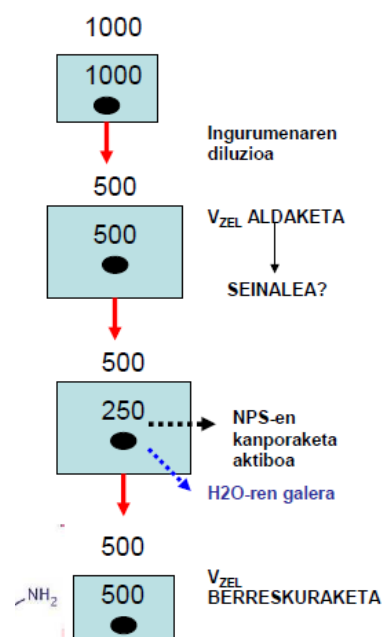 1000
1000
Ingurumenaren
diluzioa
500
500
VZEL ALDAKETA
SEINALEA?
500
250
NPS-en
kanporaketa
aktiboa
H2O-ren galera
500
500
VZEL
BERRESKURAKETA
NH2